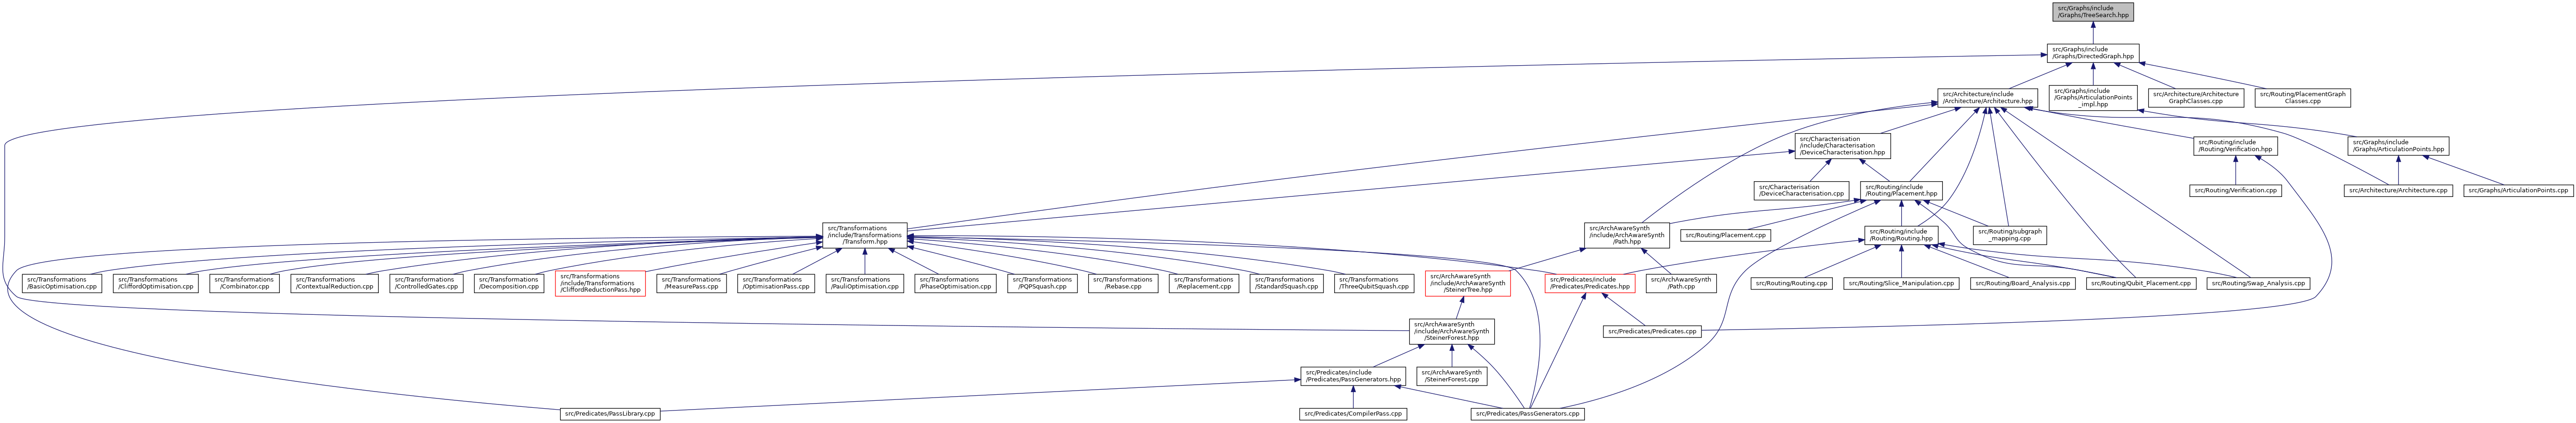 src/Graphs/include
/Graphs/TreeSearch.hpp
src/Graphs/include
/Graphs/DirectedGraph.hpp
src/Architecture/include
/Architecture/Architecture.hpp
src/Graphs/include
/Graphs/ArticulationPoints
_impl.hpp
src/Architecture/Architecture
GraphClasses.cpp
src/Routing/PlacementGraph
Classes.cpp
src/Characterisation
/include/Characterisation
/DeviceCharacterisation.hpp
src/Routing/include
/Routing/Verification.hpp
src/Graphs/include
/Graphs/ArticulationPoints.hpp
src/Characterisation
/DeviceCharacterisation.cpp
src/Routing/include
/Routing/Placement.hpp
src/Routing/Verification.cpp
src/Architecture/Architecture.cpp
src/Graphs/ArticulationPoints.cpp
src/Transformations
/include/Transformations
/Transform.hpp
src/ArchAwareSynth
/include/ArchAwareSynth
/Path.hpp
src/Routing/Placement.cpp
src/Routing/include
/Routing/Routing.hpp
src/Routing/subgraph
_mapping.cpp
src/Transformations
/BasicOptimisation.cpp
src/Transformations
/CliffordOptimisation.cpp
src/Transformations
/Combinator.cpp
src/Transformations
/ContextualReduction.cpp
src/Transformations
/ControlledGates.cpp
src/Transformations
/Decomposition.cpp
src/Transformations
/include/Transformations
/CliffordReductionPass.hpp
src/Transformations
/MeasurePass.cpp
src/Transformations
/OptimisationPass.cpp
src/Transformations
/PauliOptimisation.cpp
src/Transformations
/PhaseOptimisation.cpp
src/Transformations
/PQPSquash.cpp
src/Transformations
/Rebase.cpp
src/Transformations
/Replacement.cpp
src/Transformations
/StandardSquash.cpp
src/Transformations
/ThreeQubitSquash.cpp
src/ArchAwareSynth
/include/ArchAwareSynth
/SteinerTree.hpp
src/Predicates/include
/Predicates/Predicates.hpp
src/ArchAwareSynth
/Path.cpp
src/Routing/Routing.cpp
src/Routing/Slice_Manipulation.cpp
src/Routing/Board_Analysis.cpp
src/Routing/Qubit_Placement.cpp
src/Routing/Swap_Analysis.cpp
src/ArchAwareSynth
/include/ArchAwareSynth
/SteinerForest.hpp
src/Predicates/Predicates.cpp
src/Predicates/include
/Predicates/PassGenerators.hpp
src/ArchAwareSynth
/SteinerForest.cpp
src/Predicates/PassLibrary.cpp
src/Predicates/CompilerPass.cpp
src/Predicates/PassGenerators.cpp